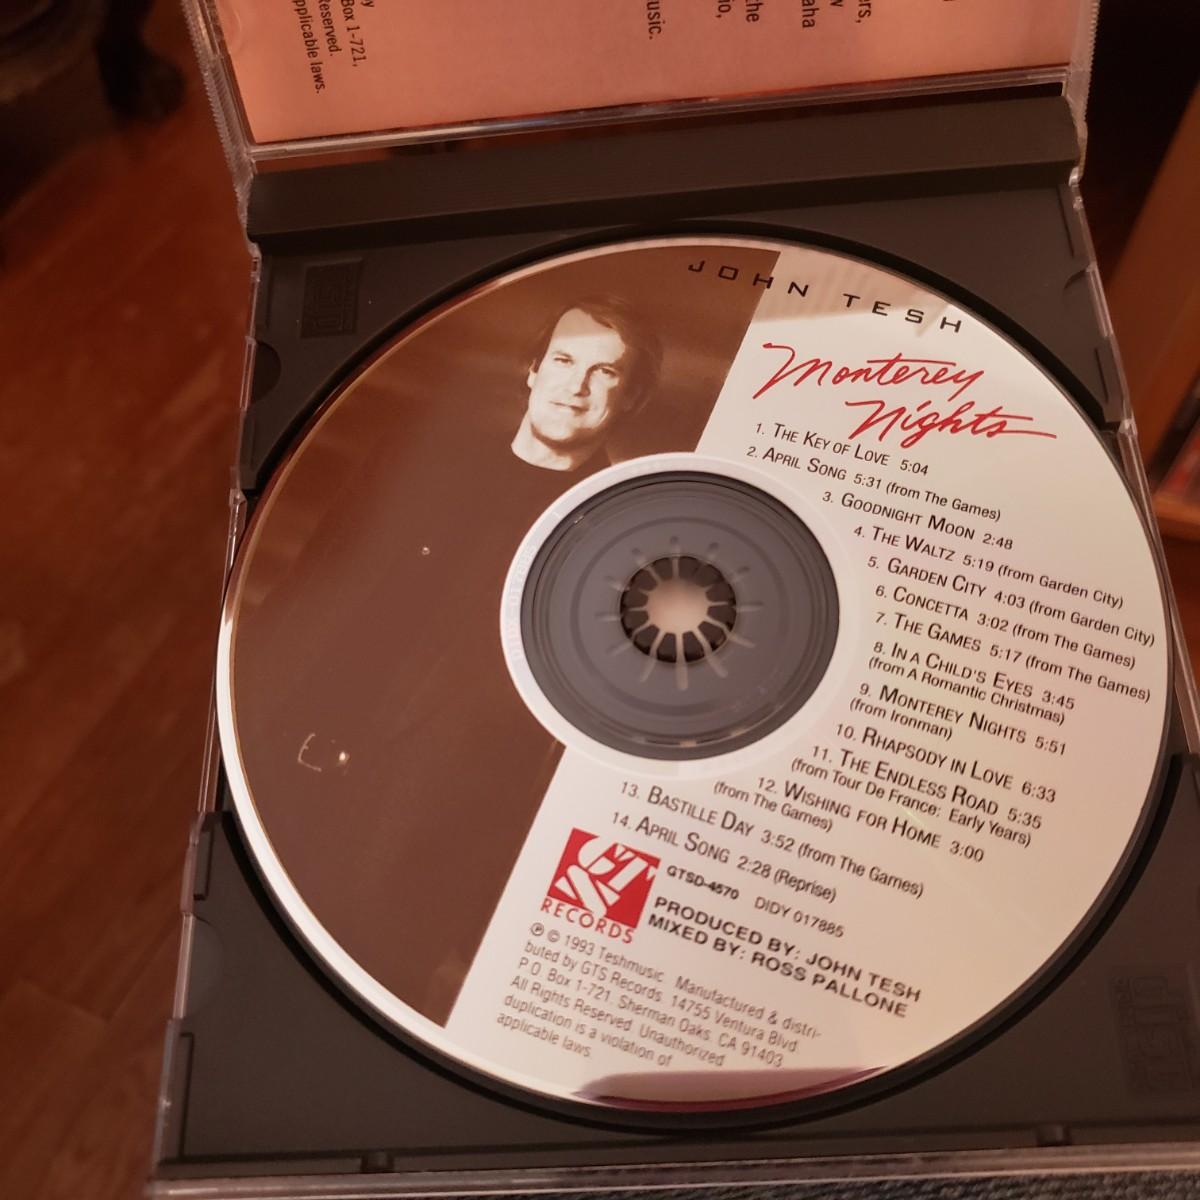 by
Box 1-721,
Reserved.
applicable laws.
usic.
the
io,
ers,
aha
JOHN TESH
Monterey
Nights
1. THE KEY OF LOVE 5:04
2. APRIL SONG 5:31 (from The Games)
3. GOODNIGHT MOON 2:48
4. THE WALTZ 5:19 (from Garden City)
5. GARDEN CITY 4:03 (from Garden City)
6. CONCETTA 3:02 (from The Games)
7. THE GAMES 5:17 (from The Games)
8. IN A CHILD'S EYES 3:45
(from A Romantic Christmas)
9. MONTEREY NIGHTS 5:51
(from Ironman)
10. RHAPSODY IN LOVE 6:33
11. THE ENDLESS ROAD 5:35
(from Tour De France: Early Years)
12. WISHING FOR HOME 3:00
(from The Games)
13. BASTILLE DAY 3:52 (from The Games)
14. APRIL SONG 2:28 (Reprise)
GTS
RECORDS
GTSD-4570 DIDY 017885
PRODUCED BY: JOHN TESH
MIXED BY: ROSS PALLONE
℗ © 1993 Teshmusic. Manufactured & distri-
buted by GTS Records. 14755 Ventura Blvd.
P.O. Box 1-721, Sherman Oaks, CA 91403
All Rights Reserved. Unauthorized
duplication is a violation of
applicable laws.